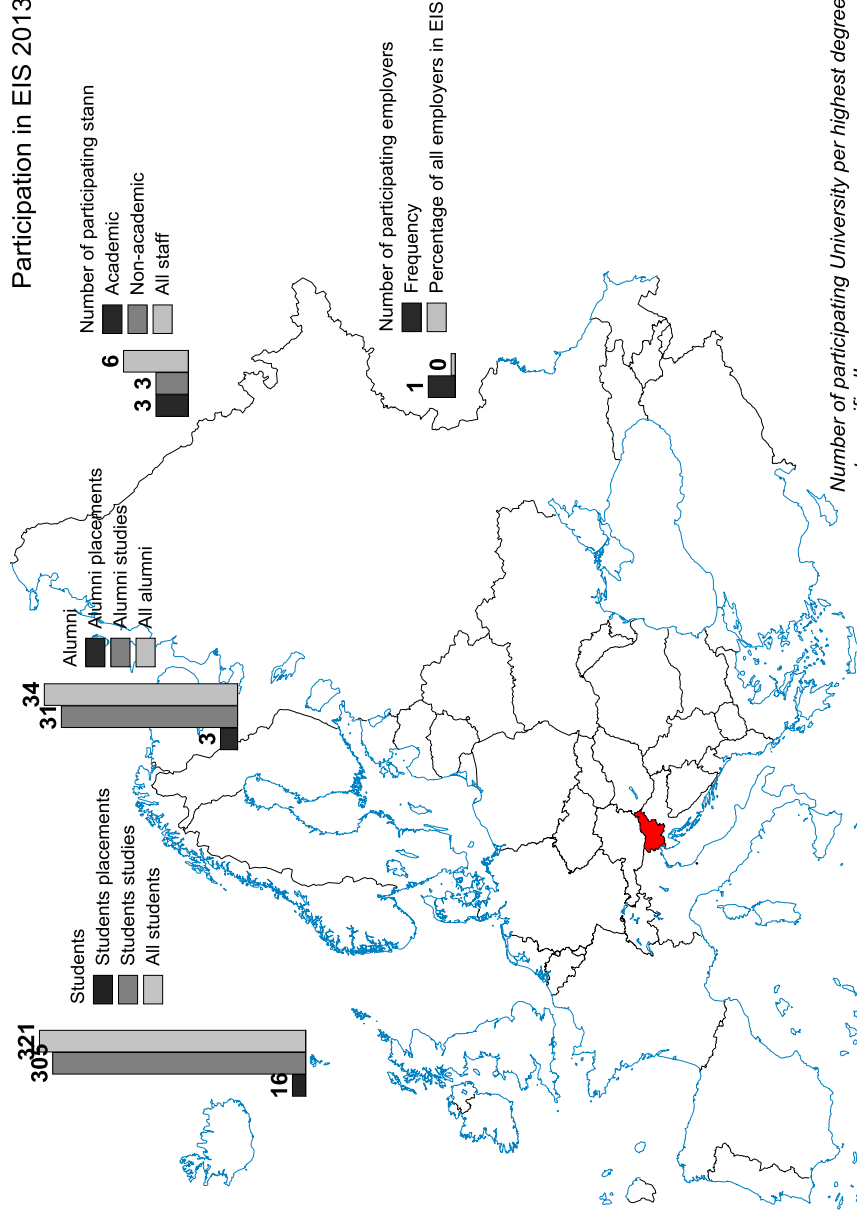 Participation in EIS 2013
Students
Students placements
Students studies
All students
16
305
321
Alumni
Alumni placements
Alumni studies
All alumni
3
31
34
Number of participating stann
Academic
Non-academic
All staff
3
3
6
Number of participating employers
Frequency
Percentage of all employers in EIS
1
0
Number of participating University per highest degree